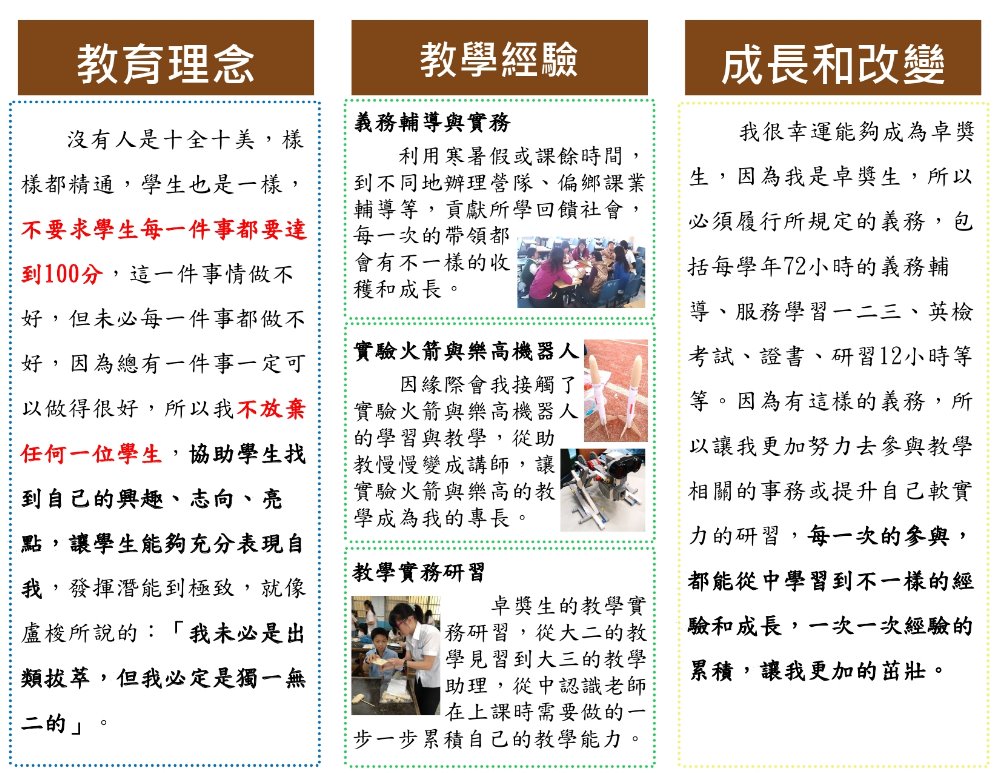 教育理念
沒有人是十全十美，樣
樣都精通，學生也是一樣，
不要求學生每一件事都要達
到100分，這一件事情做不
好，但未必每一件事都做不
好，因為總有一件事一定可
以做得很好，所以我不放棄
任何一位學生，協助學生找
到自己的興趣、志向、亮
點，讓學生能夠充分表現自
我，發揮潛能到極致，就像
盧梭所說的：「我未必是出
類拔萃，但我必定是獨一無
二的」。
教學經驗
義務輔導與實務
利用寒暑假或課餘時間，
到不同地辦理營隊、偏鄉課業
輔導等，貢獻所學回饋社會，
每一次的帶領都
會有不一樣的收
穫和成長。
實驗火箭與樂高機器人
因緣際會我接觸了
實驗火箭與樂高機器人
的學習與教學，從助
教慢慢變成講師，讓
實驗火箭與樂高的教
學成為我的專長。
教學實務研習
卓獎生的教學實
務研習，從大二的教
學見習到大三的教學
助理，從中認識老師
在上課時需要做的一
步一步累積自己的教學能力。
成長和改變
我很幸運能夠成為卓獎
生，因為我是卓獎生，所以
必須履行所規定的義務，包
括每學年72小時的義務輔
導、服務學習一二三、英檢
考試、證書、研習12小時等
等。因為有這樣的義務，所
以讓我更加努力去參與教學
相關的事務或提升自己軟實
力的研習，每一次的參與，
都能從中學習到不一樣的經
驗和成長，一次一次經驗的
累積，讓我更加的茁壯。